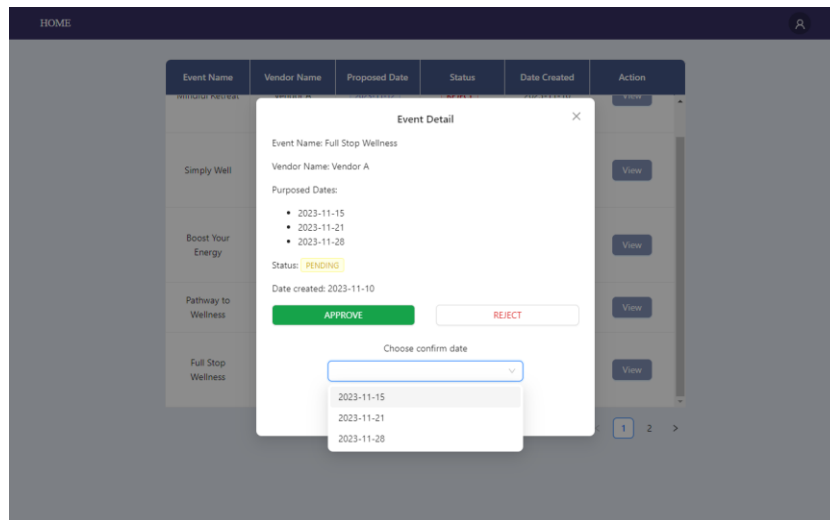 HOME
Event Name Vendor Name Proposed Date Status Date Created Action
Mindful Retreat Vendor A View
Event Detail
Event Name: Full Stop Wellness
Vendor Name: Vendor A
Purposed Dates:
• 2023-11-15
• 2023-11-21
• 2023-11-28
Status: PENDING
Date created: 2023-11-10
APPROVE REJECT
Choose confirm date
2023-11-15
2023-11-21
2023-11-28
Simply Well View
Boost Your
Energy
View
Pathway to
Wellness
View
Full Stop
Wellness
View
1 2 >